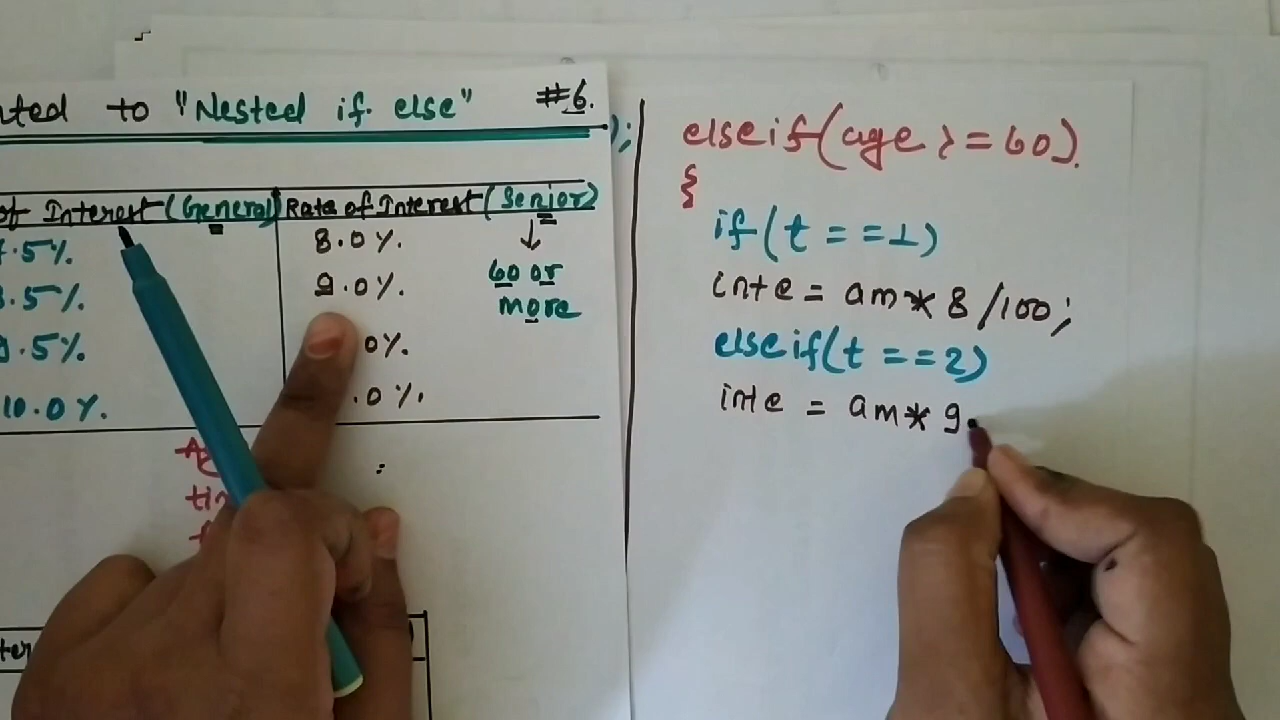 to "Nested if else" #6.
of Interest (General) Rate of Interest (Senior)
.5% 8.0%. ↓
.5% 9.0%. 60 or
more
.5% 0%.
10.0%. .0%.
);
elseif(age >= 60).
{
if(t == 1)
inte = am* 8/100;
elseif(t == 2)
inte = am* 9